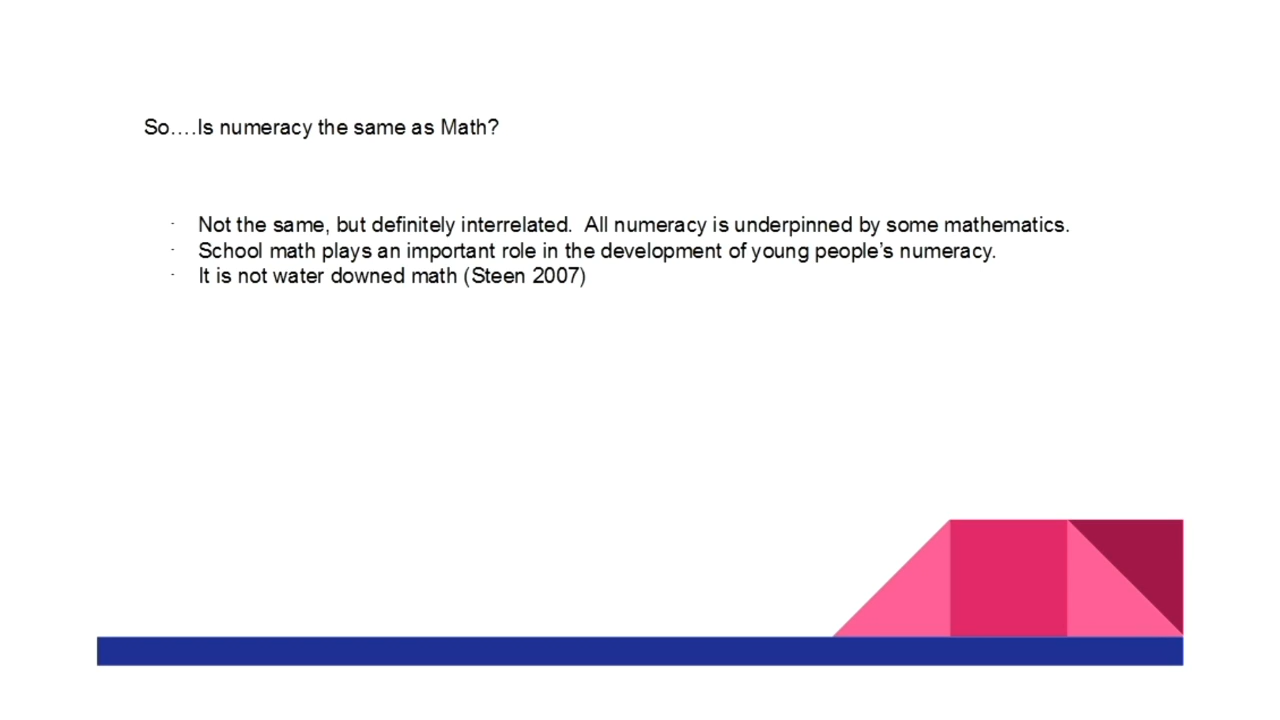 So....Is numeracy the same as Math?
- Not the same, but definitely interrelated.  All numeracy is underpinned by some mathematics.
- School math plays an important role in the development of young people’s numeracy.
- It is not water downed math (Steen 2007)